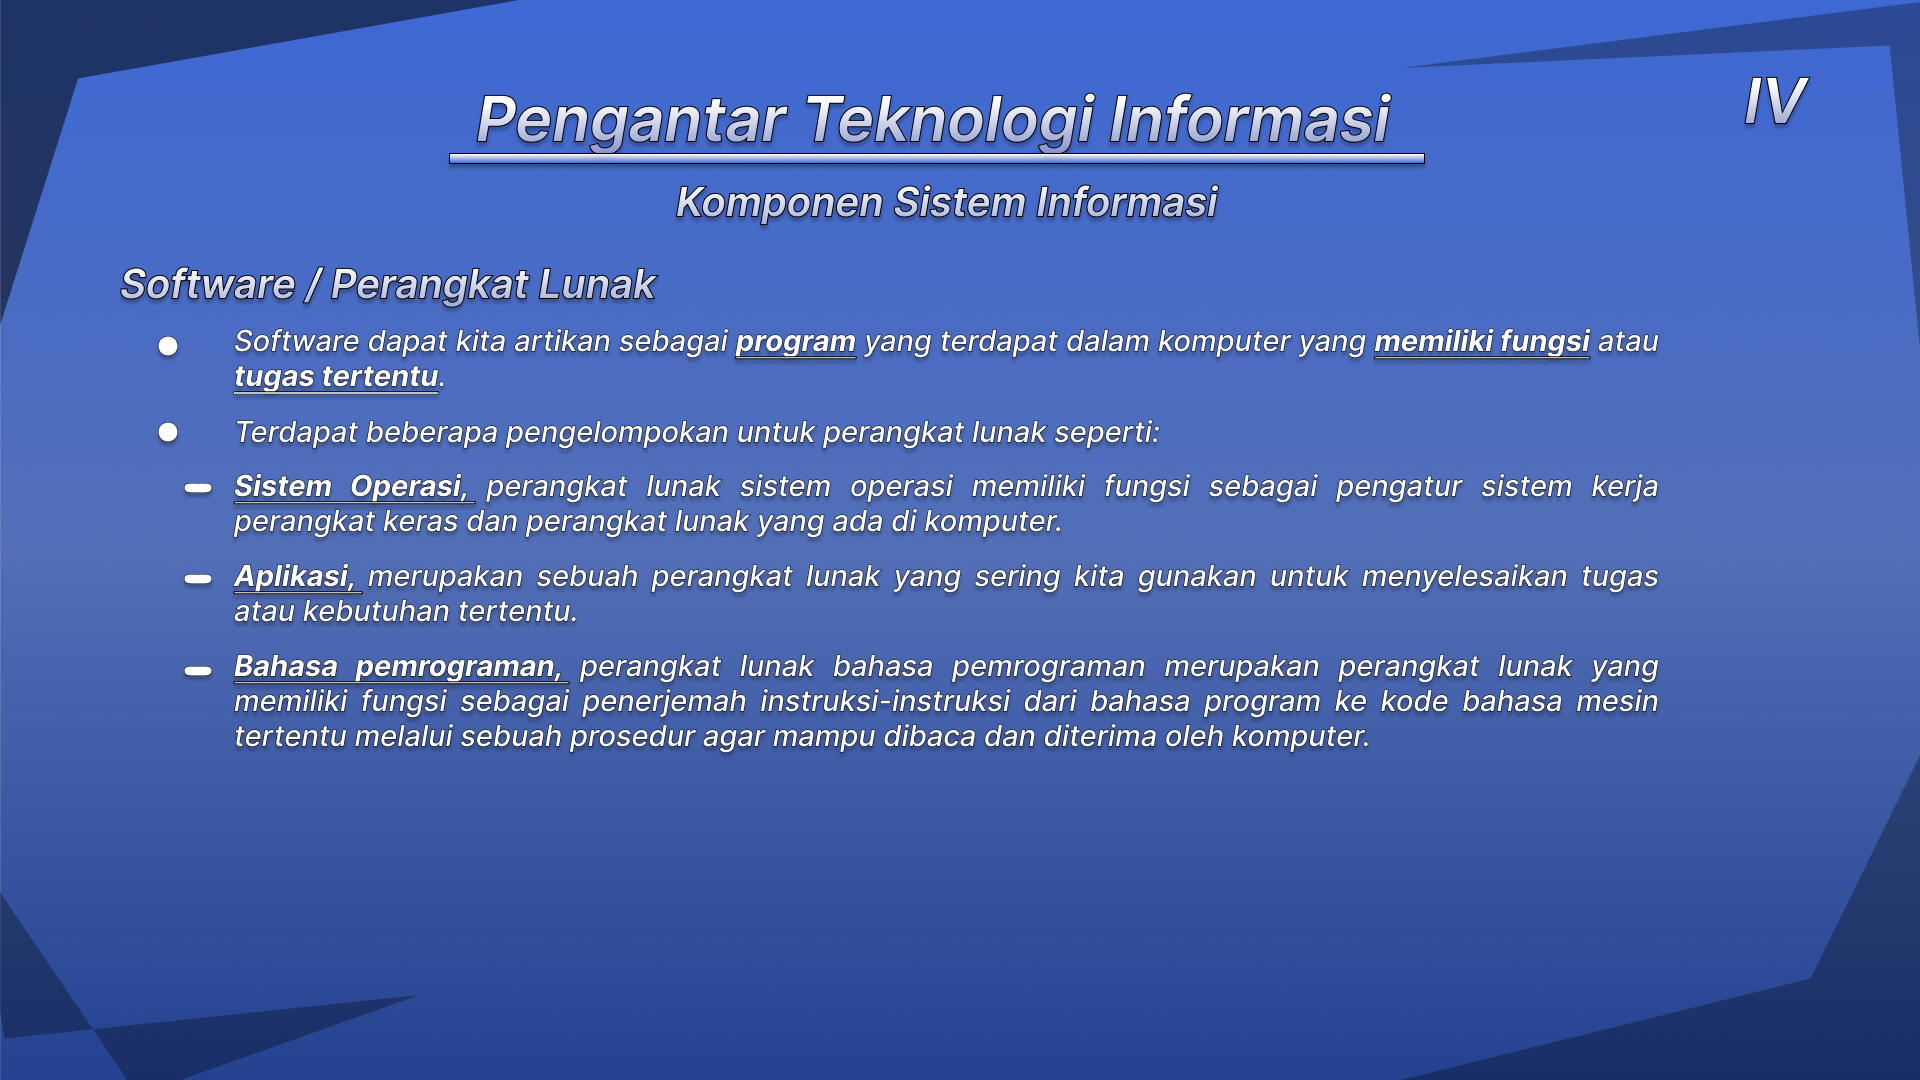 IV
Pengantar Teknologi Informasi
Komponen Sistem Informasi
Software / Perangkat Lunak
Software dapat kita artikan sebagai program yang terdapat dalam komputer yang memiliki fungsi atau
tugas tertentu.
Terdapat beberapa pengelompokan untuk perangkat lunak seperti:
Sistem Operasi, perangkat lunak sistem operasi memiliki fungsi sebagai pengatur sistem kerja
perangkat keras dan perangkat lunak yang ada di komputer.
Aplikasi, merupakan sebuah perangkat lunak yang sering kita gunakan untuk menyelesaikan tugas
atau kebutuhan tertentu.
Bahasa pemrograman, perangkat lunak bahasa pemrograman merupakan perangkat lunak yang
memiliki fungsi sebagai penerjemah instruksi-instruksi dari bahasa program ke kode bahasa mesin
tertentu melalui sebuah prosedur agar mampu dibaca dan diterima oleh komputer.